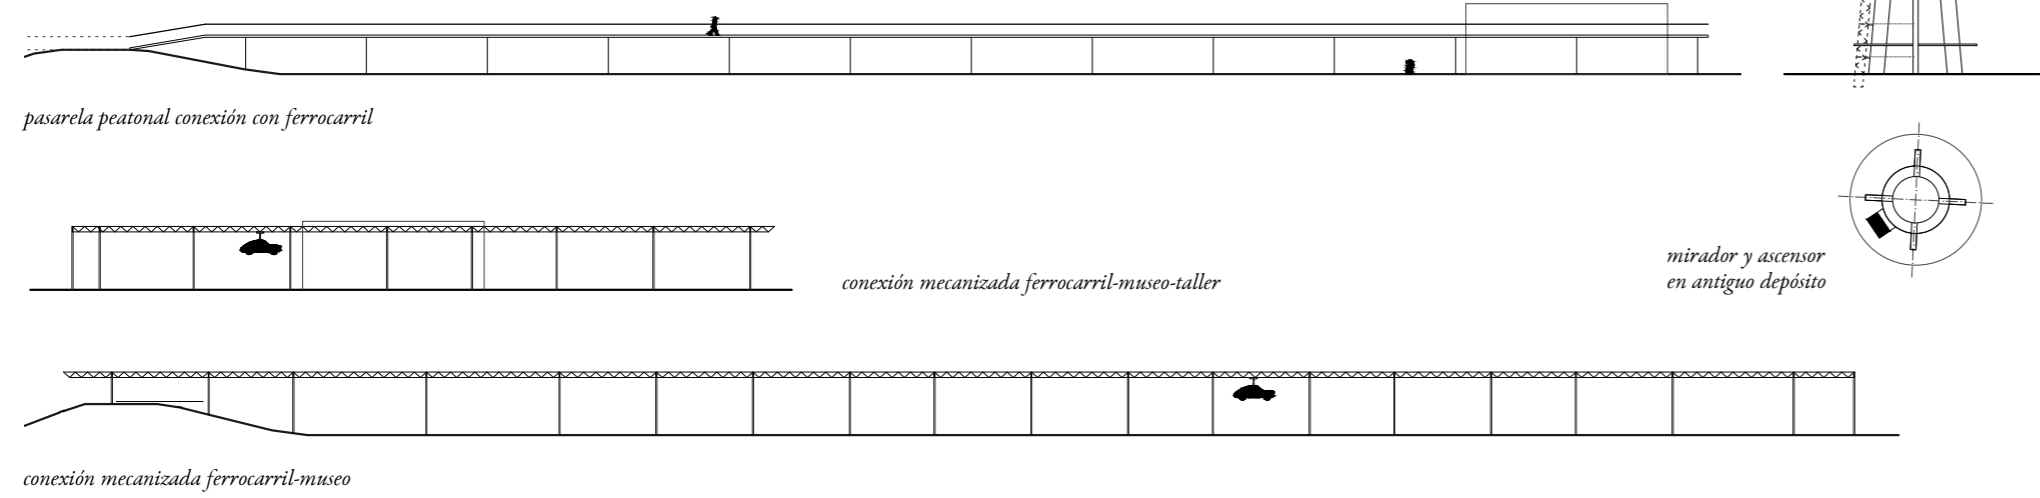 pasarela peatonal conexión con ferrocarril
conexión mecanizada ferrocarril-museo-taller
mirador y ascensor
en antiguo depósito
conexión mecanizada ferrocarril-museo